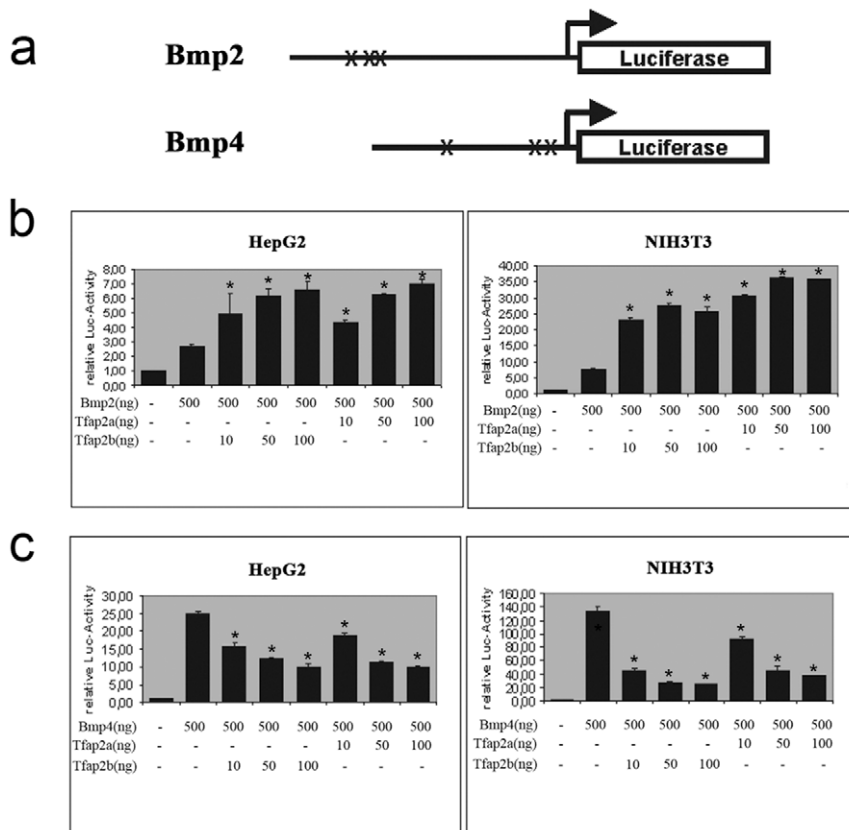 a
Bmp2
X XX
Luciferase
Bmp4
X XX
Luciferase
b
HepG2
relative Luc-Activity
8,00
7,00
6,00
5,00
4,00
3,00
2,00
1,00
0,00
* * * * * *
Bmp2(ng) - 500 500 500 500 500 500 500
Tfap2a(ng) - - - - - 10 50 100
Tfap2b(ng) - - 10 50 100 - - -
NIH3T3
relative Luc-Activity
40,00
35,00
30,00
25,00
20,00
15,00
10,00
5,00
0,00
* * * * * *
Bmp2(ng) - 500 500 500 500 500 500 500
Tfap2a(ng) - - - - - 10 50 100
Tfap2b(ng) - - 10 50 100 - - -
c
HepG2
relative Luc-Activity
30,00
25,00
20,00
15,00
10,00
5,00
0,00
* * * * * *
Bmp4(ng) - 500 500 500 500 500 500 500
Tfap2a(ng) - - - - - 10 50 100
Tfap2b(ng) - - 10 50 100 - - -
NIH3T3
relative Luc-Activity
160,00
140,00
120,00
100,00
80,00
60,00
40,00
20,00
0,00
* * * * * * *
Bmp4(ng) - 500 500 500 500 500 500 500
Tfap2a(ng) - - - - - 10 50 100
Tfap2b(ng) - - 10 50 100 - - -